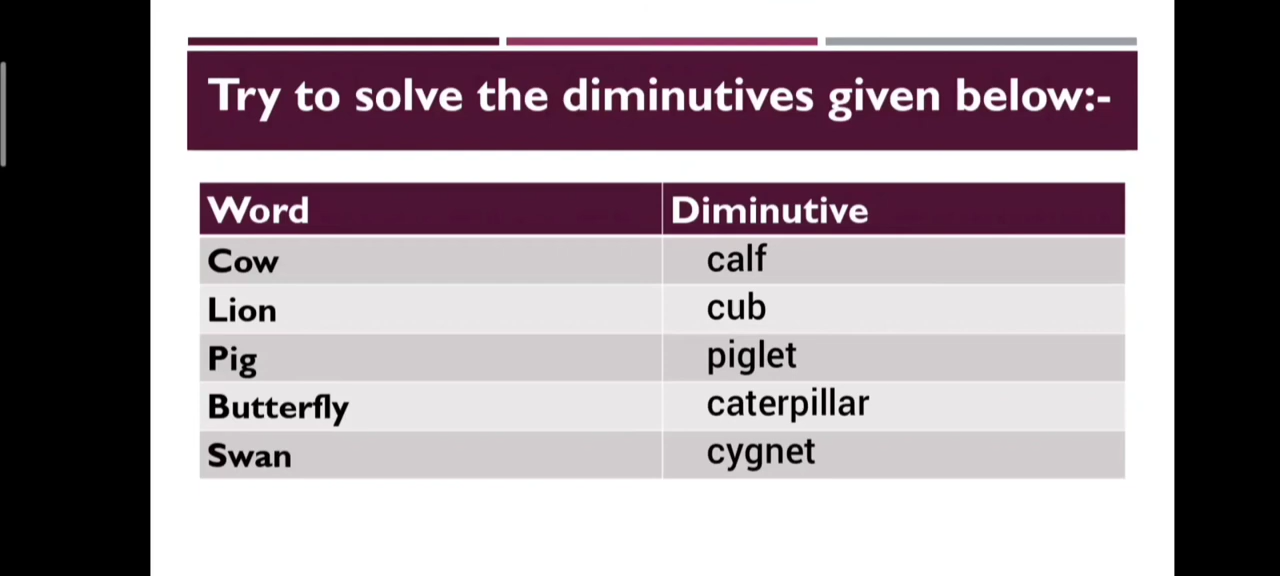 Try to solve the diminutives given below:-
Word Diminutive
Cow calf
Lion cub
Pig piglet
Butterfly caterpillar
Swan cygnet